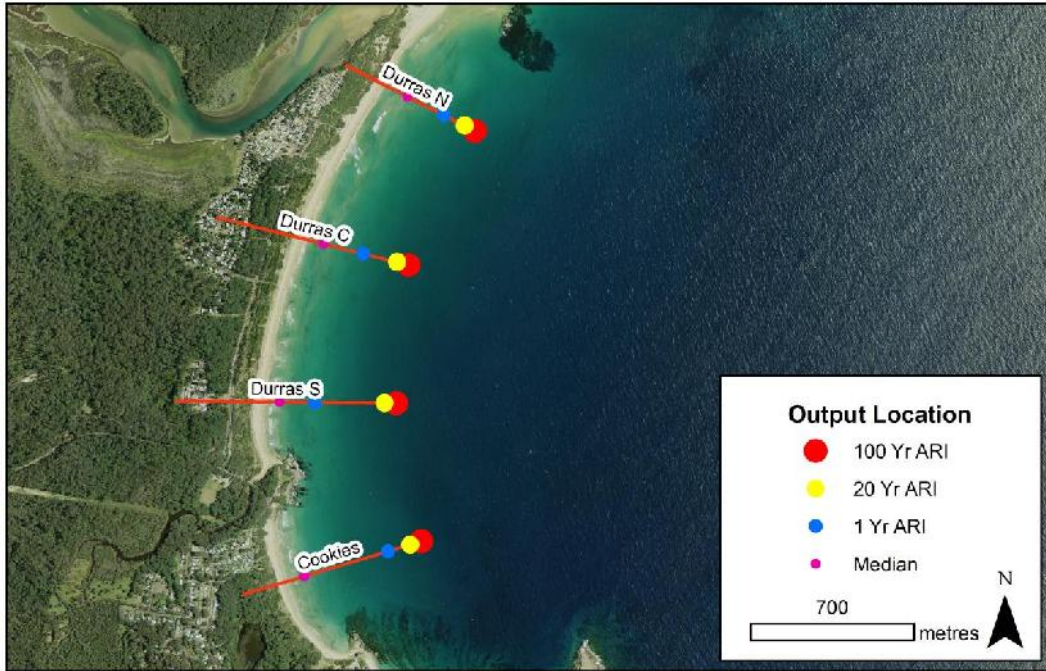 Durras N
Durras C
Durras S
Cookies
Output Location
100 Yr ARI
20 Yr ARI
1 Yr ARI
Median
N
700
metres